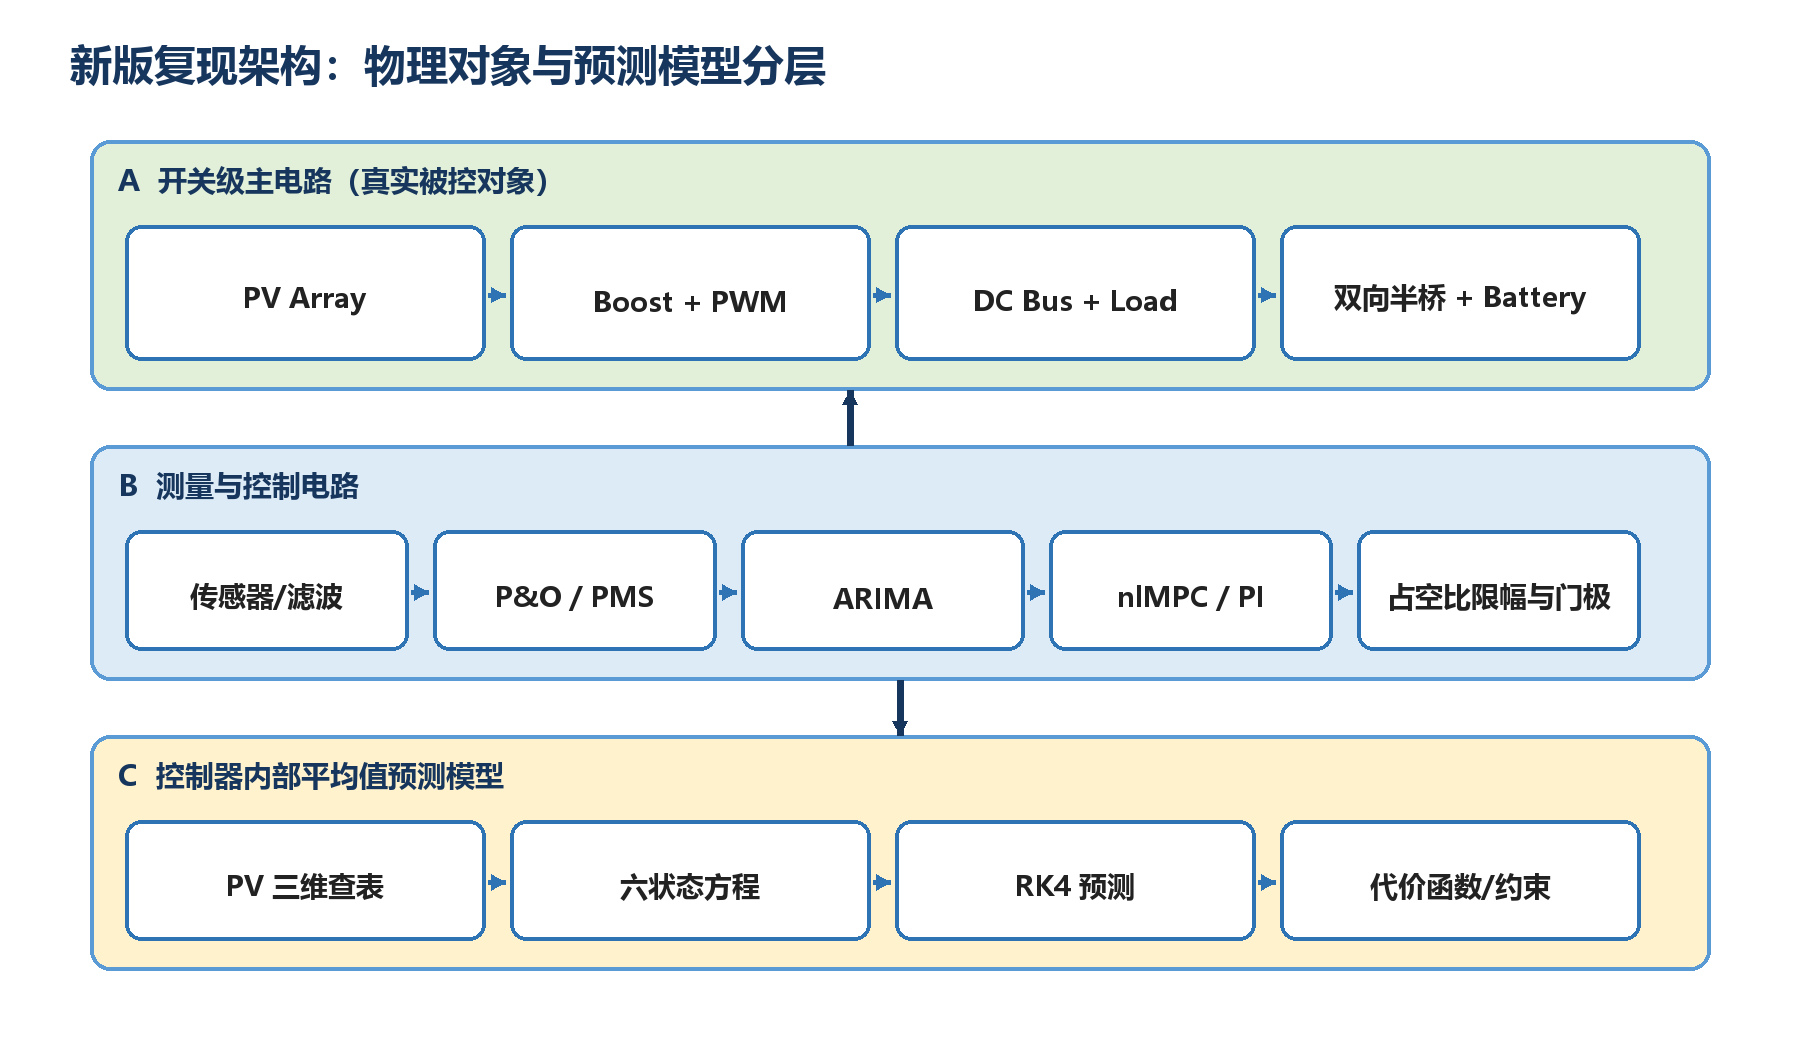 新版复现架构：物理对象与预测模型分层
A 开关级主电路（真实被控对象）
PV Array
Boost + PWM
DC Bus + Load
双向半桥 + Battery
B 测量与控制电路
传感器/滤波
P&O / PMS
ARIMA
nlMPC / PI
占空比限幅与门极
C 控制器内部平均值预测模型
PV 三维查表
六状态方程
RK4 预测
代价函数/约束